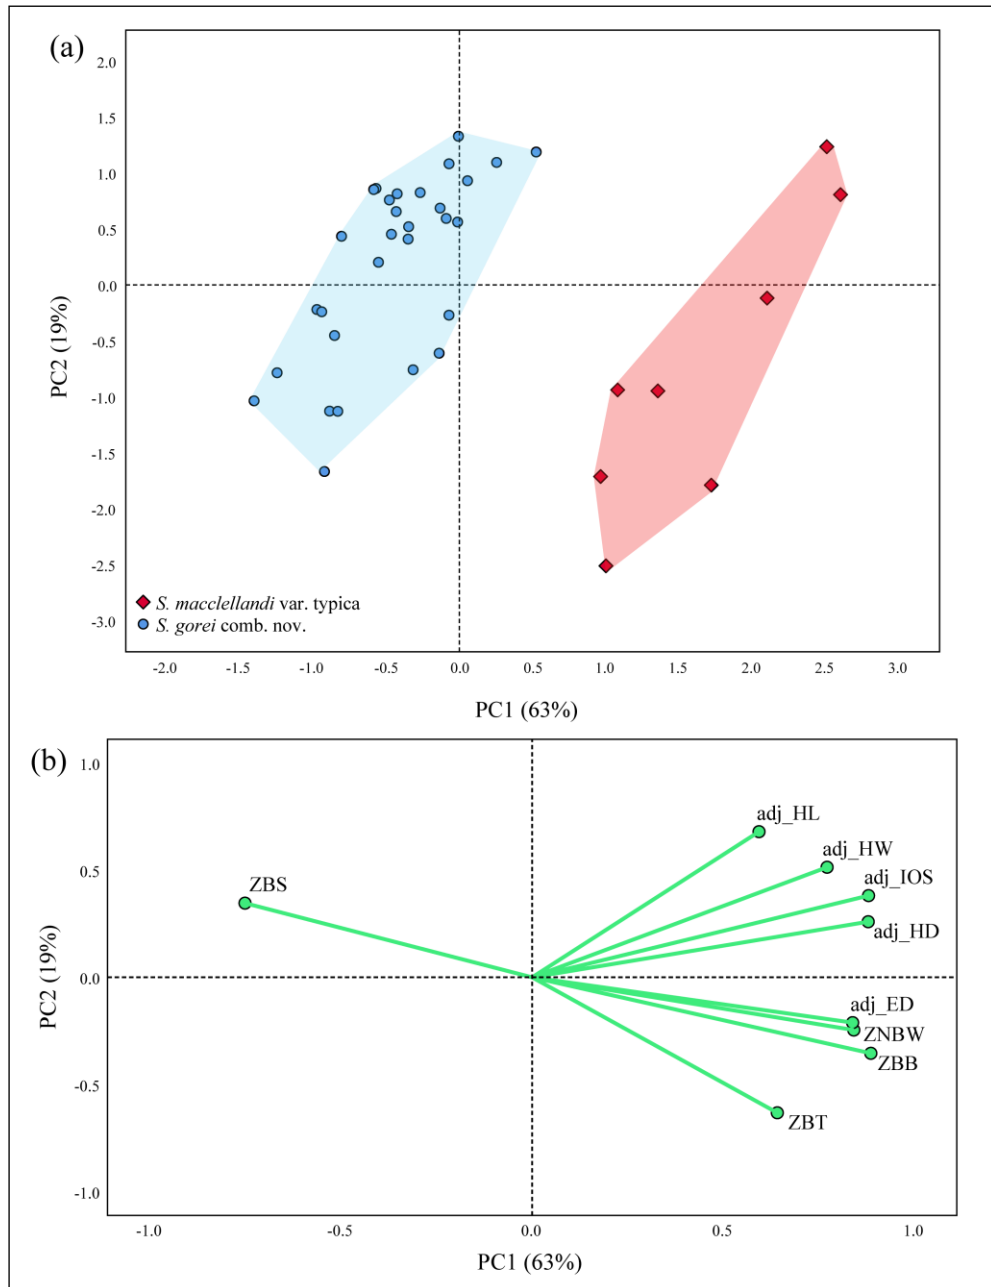 (a)
2.0
1.5
1.0
0.5
0.0
-0.5
-1.0
-1.5
-2.0
-2.5
-3.0
PC2 (19%)
S. macclellandi var. typica
S. gorei comb. nov.
-2.0 -1.5 -1.0 -0.5 0.0 0.5 1.0 1.5 2.0 2.5 3.0
PC1 (63%)
(b)
1.0
0.5
0.0
-0.5
-1.0
PC2 (19%)
adj_HL
adj_HW
adj_IOS
ZBS
adj_HD
adj_ED
ZNBW
ZBB
ZBT
-1.0 -0.5 0.0 0.5 1.0
PC1 (63%)